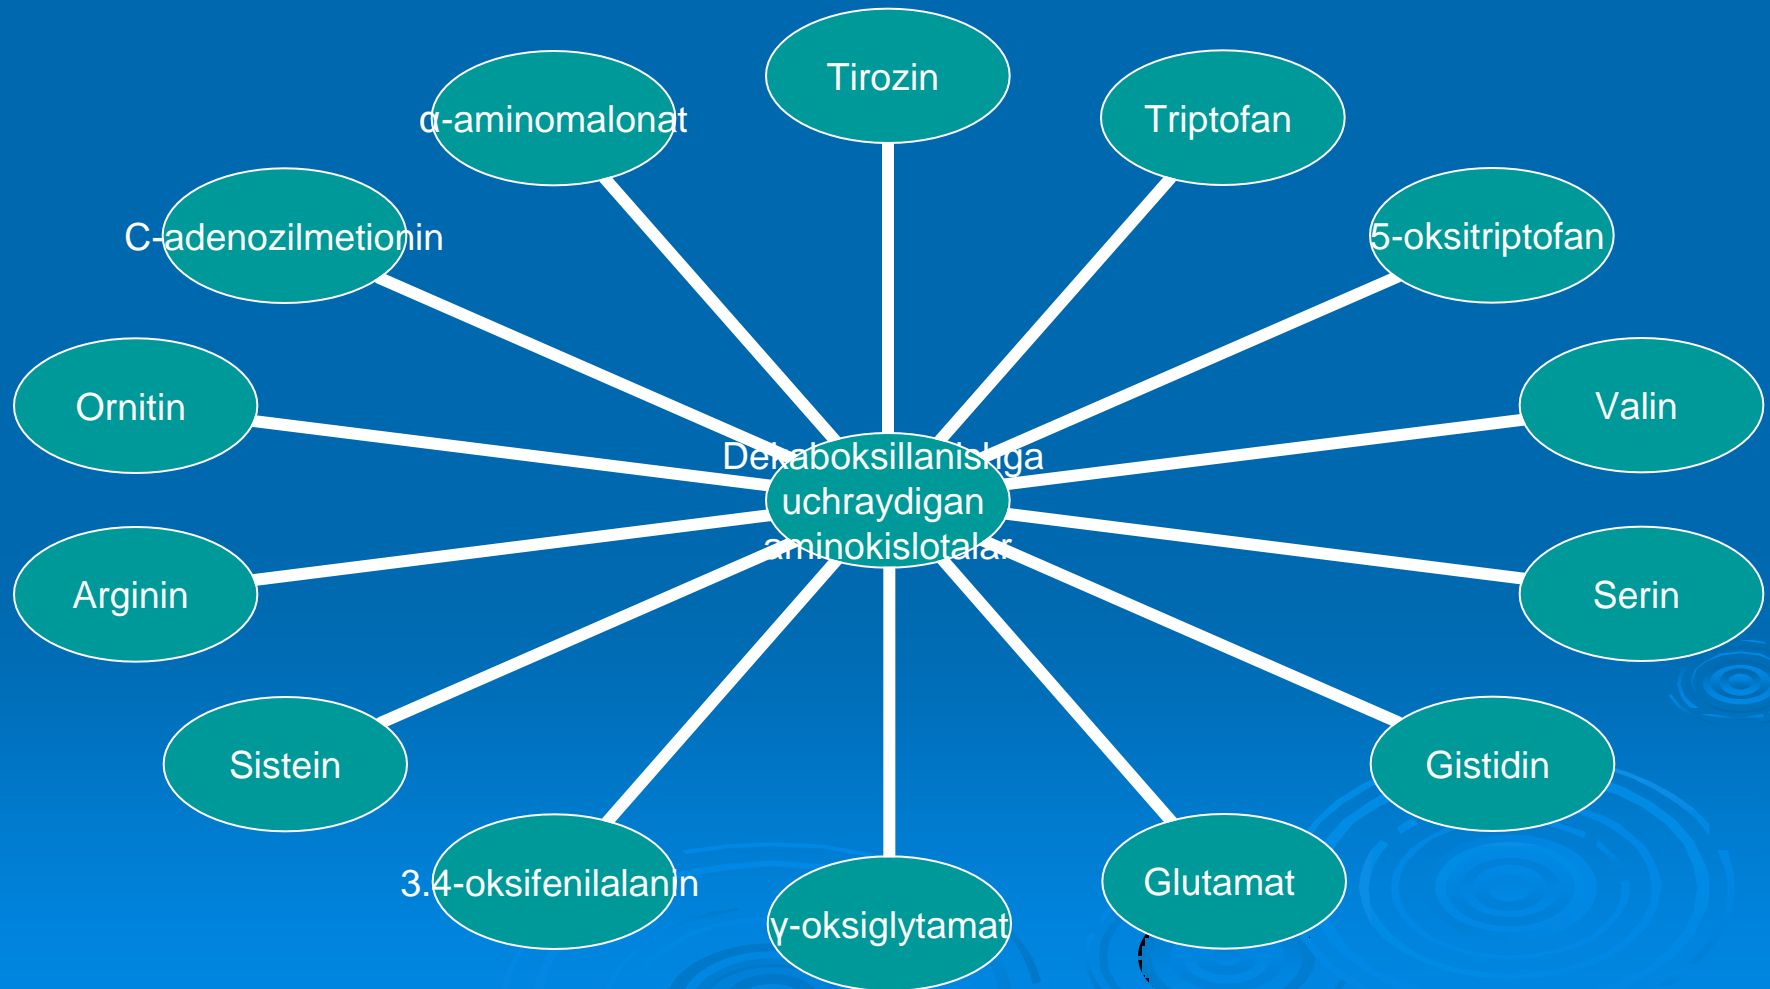 Tirozin
α-aminomalonat
Triptofan
C-adenozilmetionin
5-oksitriptofan
Ornitin
Valin
Dekaboksillanishga
uchraydigan
aminokislotalar
Arginin
Serin
Sistein
Gistidin
3.4-oksifenilalanin
Glutamat
γ-oksiglytamat